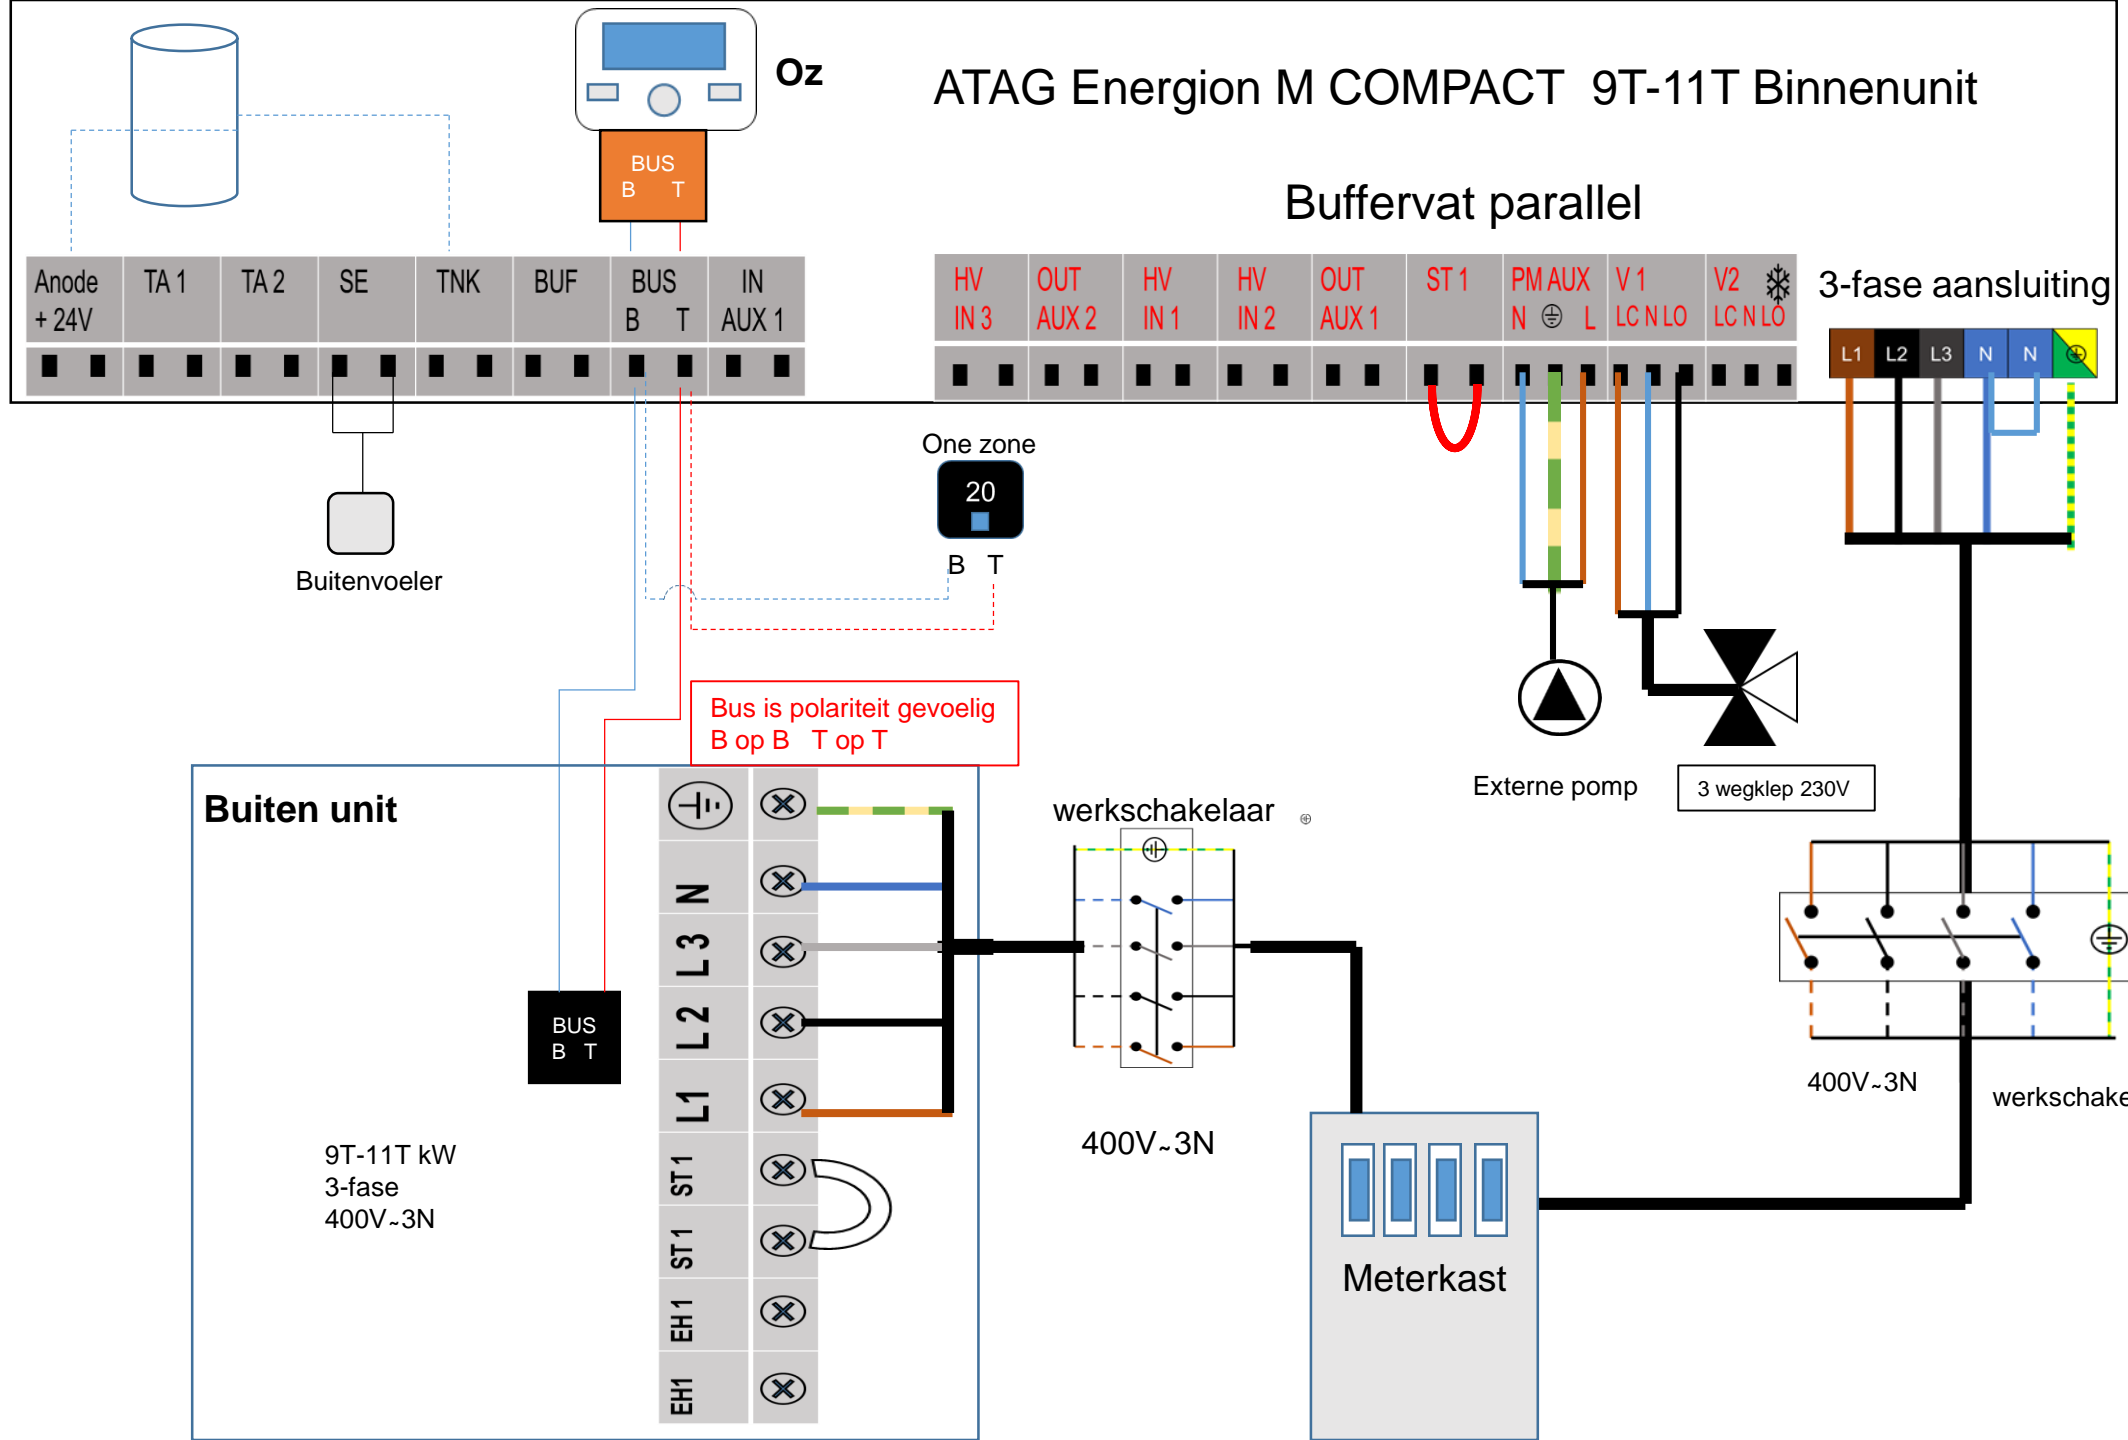 Oz
ATAG Energion M COMPACT 9T-11T Binnenunit
BUS
B T
Buffervat parallel
Anode
+ 24V
TA 1
TA 2
SE
TNK
BUF
BUS
B T
IN
AUX 1
HV
IN 3
OUT
AUX 2
HV
IN 1
HV
IN 2
OUT
AUX 1
ST 1
PM AUX
N L
V 1
LC N LO
V2
LC N LO
3-fase aansluiting
L1 L2 L3 N N
One zone
20
B T
Buitenvoeler
Bus is polariteit gevoelig
B op B T op T
Externe pomp
3 wegklep 230V
Buiten unit
werkschakelaar
N
L 3
L 2
L1
ST 1
ST 1
EH 1
EH1
BUS
B T
9T-11T kW
3-fase
400V~3N
400V~3N
400V~3N
werkschake
Meterkast